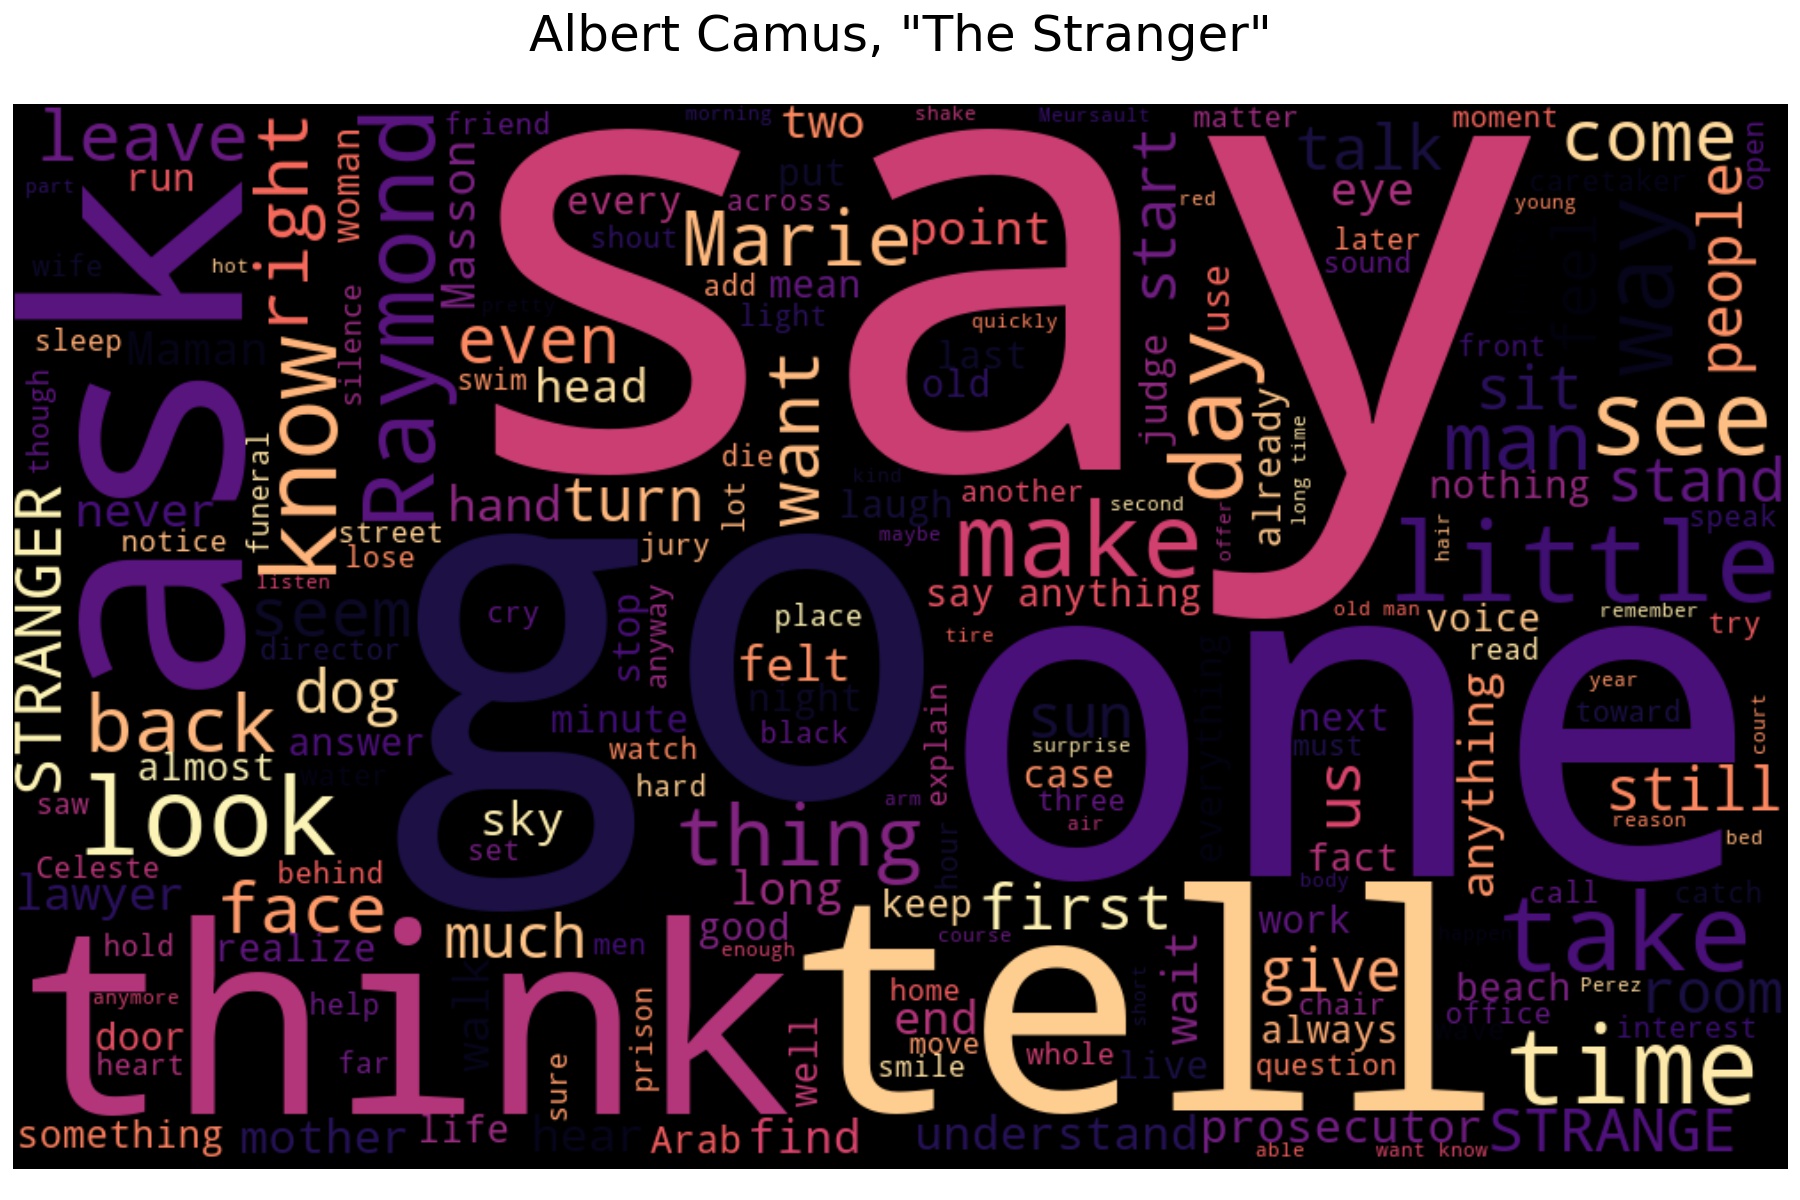 Albert Camus, "The Stranger"
leave
run
part
ask
wife
hot
sleep
Maman
though
never
notice
STRANGER
right
know
woman
silence
funeral
street
lose
listen
Raymond
friend
Masson
morning
two
shake
Meursault
matter
moment
say
every
across
shout
Marie
point
put
add
mean
light
pretty
even
swim
head
quickly
last
old
want
die
lot
hand
turn
jury
kind
laugh
maybe
another
second
make
say anything
start
judge
red
use
day
already
long time
offer
talk
eye
later
sound
come
open
caretaker
young
feel
way
people
front
sit
man
see
nothing
stand
speak
hair
little
old man
voice
remember
try
read
seem
director
dog
back
answer
almost
water
look
saw
Celeste
lawyer
behind
face
go
cry
stop
anyway
place
felt
night
black
minute
watch
hard
sky
set
explain
tire
arm
hour
thing
long
one
sun
surprise
case
three
air
everything
next
must
us
fact
body
anything
year
toward
court
still
reason
bed
call
catch
take
happen
think
hold
realize
much
men
good
enough
anymore
door
heart
help
far
walk
sure
prison
well
tell
keep
first
course
home
end
move
smile
whole
short
live
wait
work
give
chair
always
question
beach
Perez
room
office
interest
time
something
mother
life
hear
Arab
find
understand
prosecutor
able
want know
STRANGE